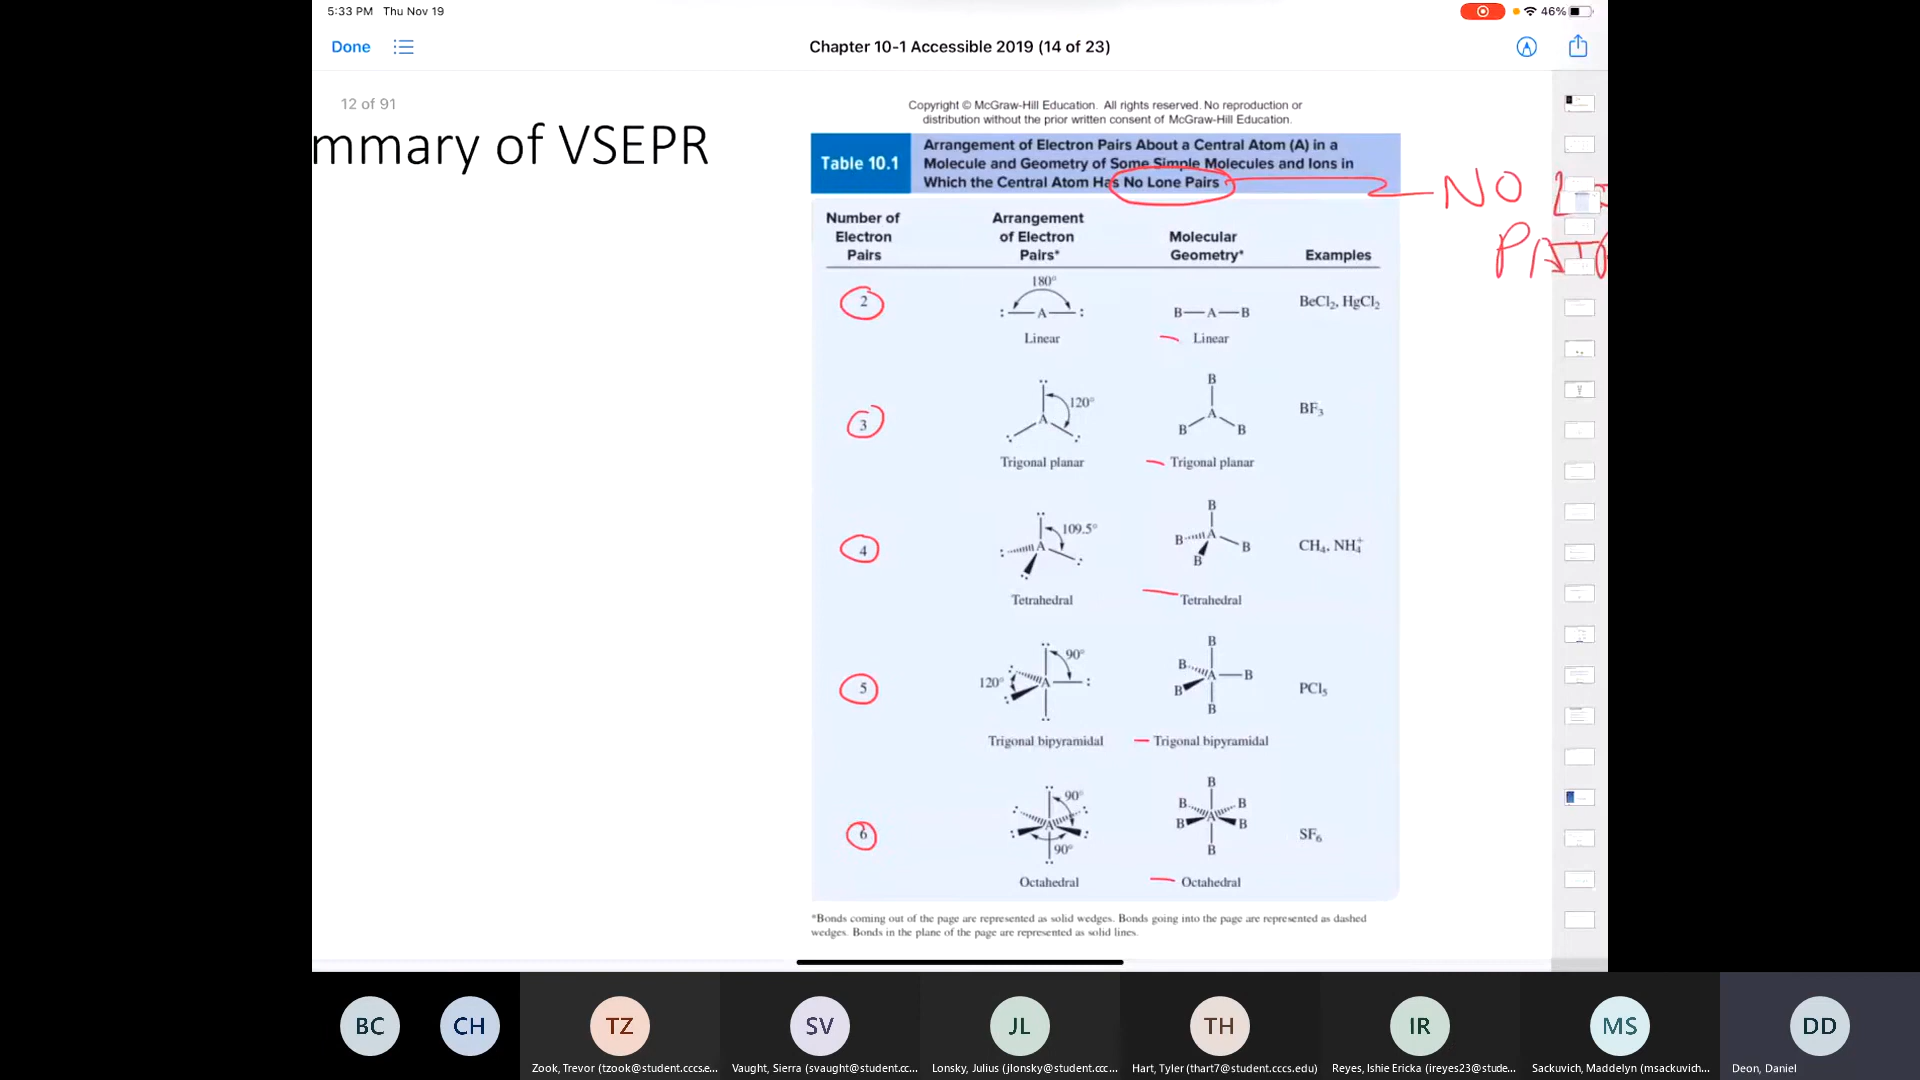 5:33 PM Thu Nov 19
46%
Done
Chapter 10-1 Accessible 2019 (14 of 23)
12 of 91
mmary of VSEPR
Copyright © McGraw-Hill Education. All rights reserved. No reproduction or
distribution without the prior written consent of McGraw-Hill Education.
Table 10.1
Arrangement of Electron Pairs About a Central Atom (A) in a
Molecule and Geometry of Some Simple Molecules and Ions in
Which the Central Atom Has No Lone Pairs
NO
Number of
Electron
Pairs
Arrangement
of Electron
Pairs*
Molecular
Geometry*
Examples
2
180°
: A :
Linear
B A B
Linear
BeCl₂, HgCl₂
3
120°
A
Trigonal planar
B
A
B B
Trigonal planar
BF₃
4
109.5°
A
Tetrahedral
B
B A B
B
Tetrahedral
CH₄, NH₄⁺
5
90°
120° A
Trigonal bipyramidal
B
B A B
B
B
Trigonal bipyramidal
PCl₅
6
90°
A
90°
Octahedral
B
B B
A
B B
B
Octahedral
SF₆
*Bonds coming out of the page are represented as solid wedges. Bonds going into the page are represented as dashed
wedges. Bonds in the plane of the page are represented as solid lines.
BC CH TZ SV JL TH IR MS DD
Zook, Trevor (tzook@student.cccs.e...
Vaught, Sierra (svaught@student.cc...
Lonsky, Julius (jlonsky@student.ccc...
Hart, Tyler (thart7@student.cccs.edu)
Reyes, Ishie Ericka (ireyes23@stude...
Sackuvich, Maddelyn (msackuvich...
Deon, Daniel